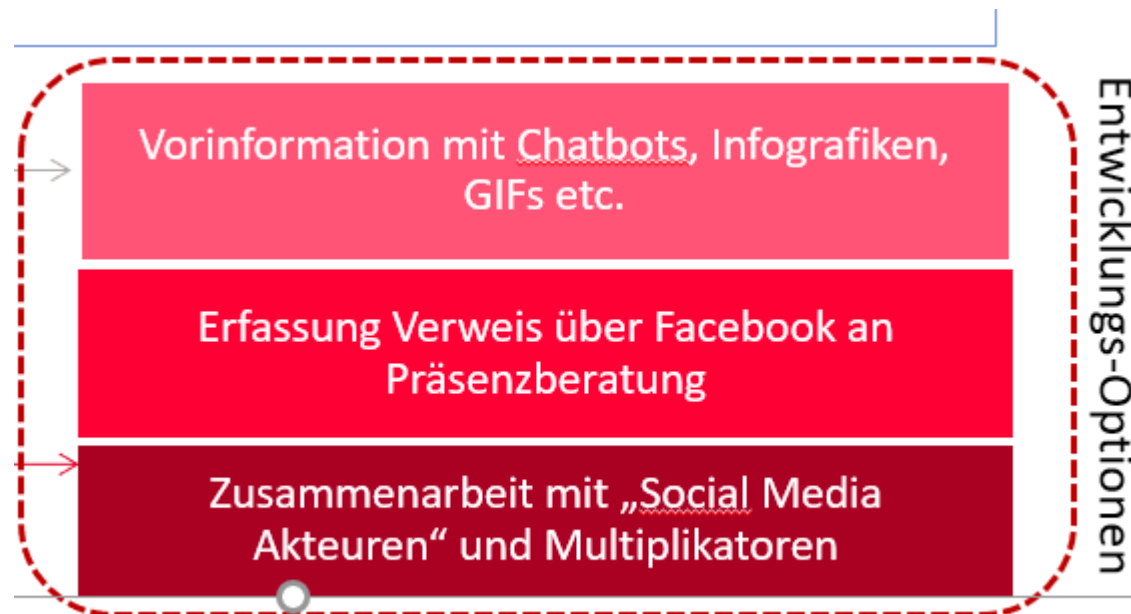 Vorinformation mit Chatbots, Infografiken,
GIFs etc.
Erfassung Verweis über Facebook an
Präsenzberatung
Zusammenarbeit mit „Social Media
Akteuren“ und Multiplikatoren
Entwicklungs-Optionen